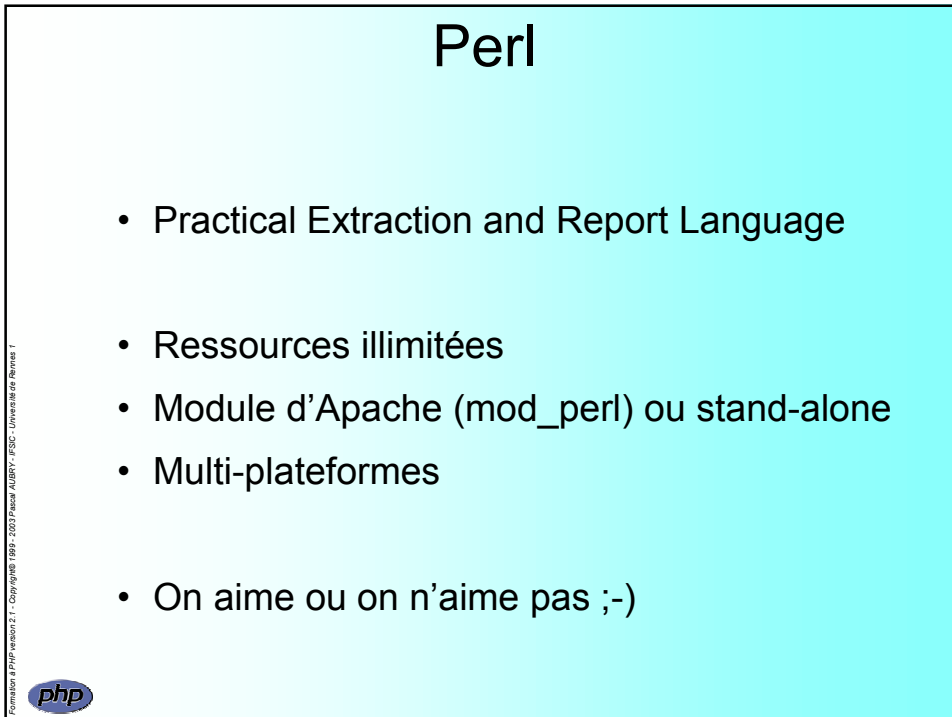 Perl
• Practical Extraction and Report Language
• Ressources illimitées
• Module d’Apache (mod_perl) ou stand-alone
• Multi-plateformes
• On aime ou on n’aime pas ;-)
Formation à PHP version 2.1 - Copyright© 1999 - 2003 Pascal AUBRY - IFSIC - Université de Rennes 1
php